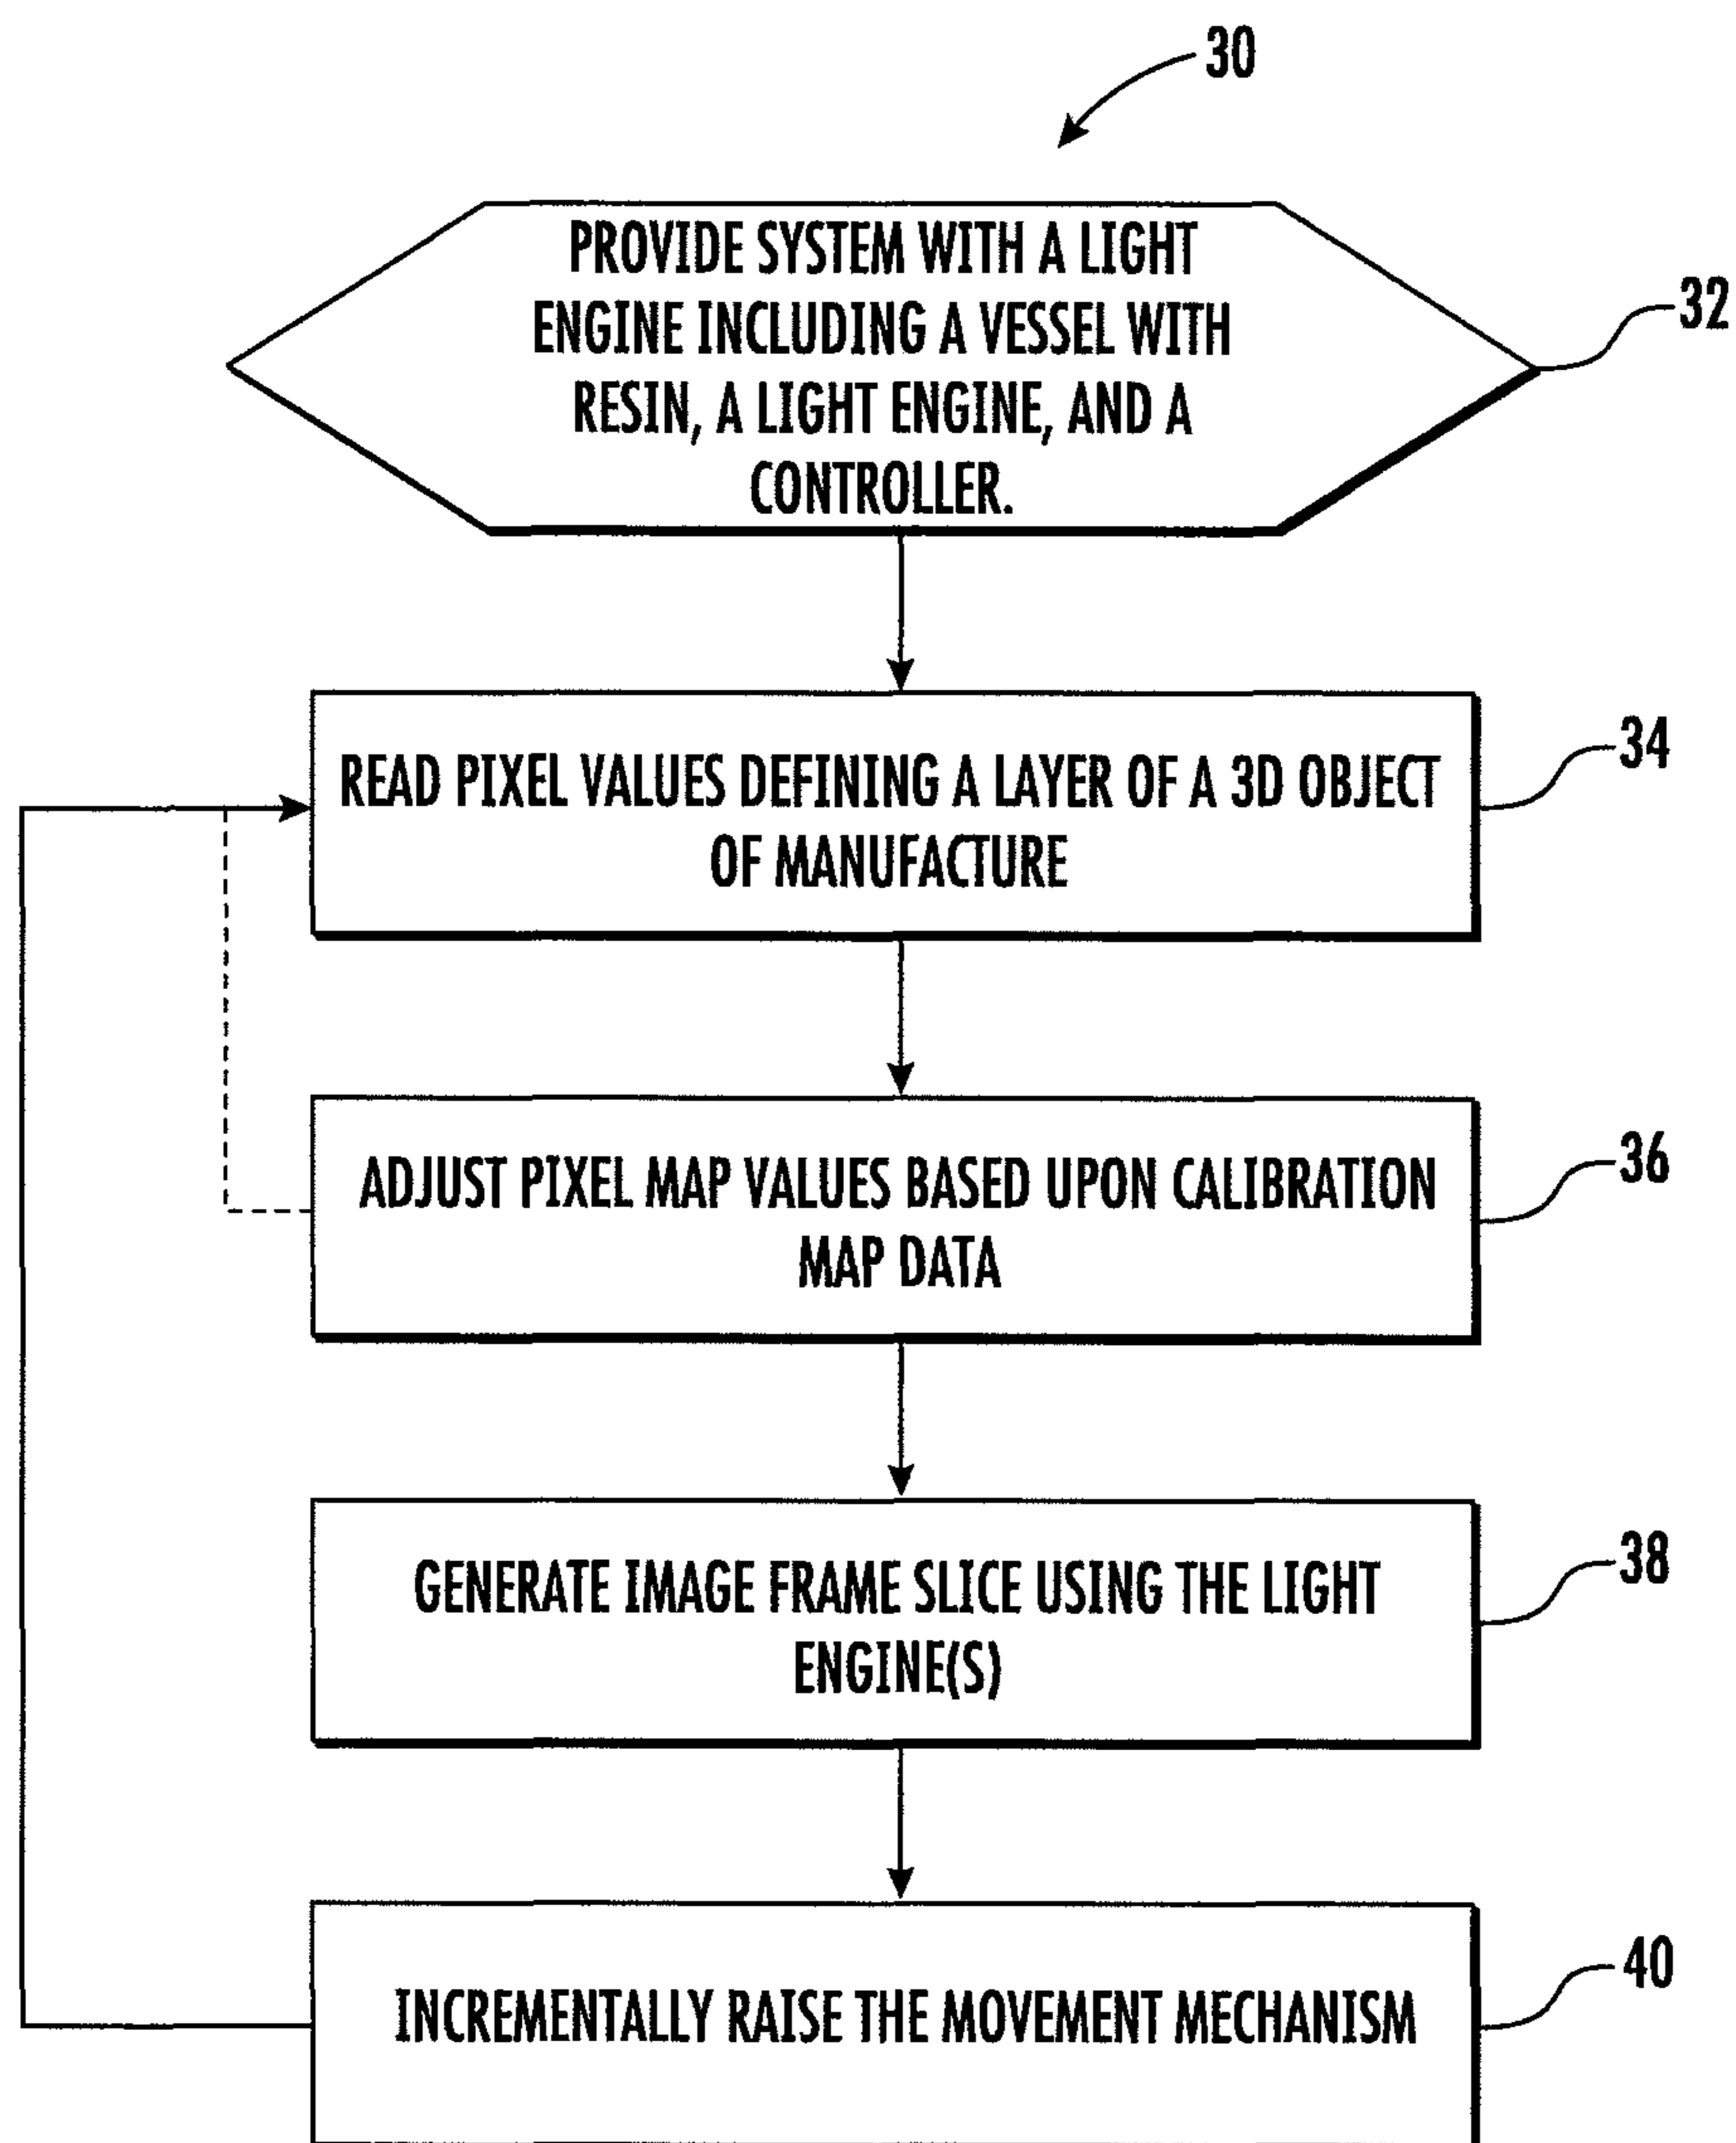 30
PROVIDE SYSTEM WITH A LIGHT
ENGINE INCLUDING A VESSEL WITH
RESIN, A LIGHT ENGINE, AND A
CONTROLLER.
32
READ PIXEL VALUES DEFINING A LAYER OF A 3D OBJECT
OF MANUFACTURE
34
ADJUST PIXEL MAP VALUES BASED UPON CALIBRATION
MAP DATA
36
GENERATE IMAGE FRAME SLICE USING THE LIGHT
ENGINE(S)
38
INCREMENTALLY RAISE THE MOVEMENT MECHANISM
40